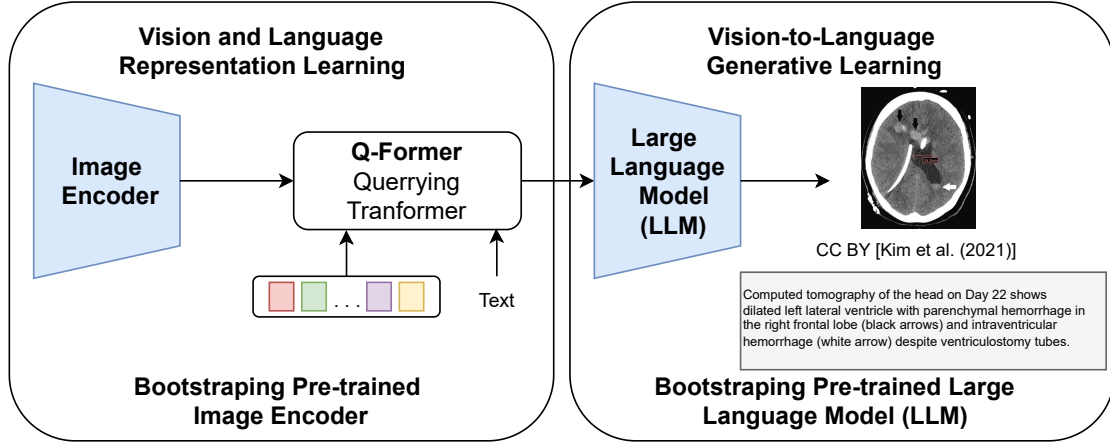 Vision and Language
Representation Learning
Image
Encoder
Q-Former
Querrying
Tranformer
. . .
Text
Bootstraping Pre-trained
Image Encoder
Vision-to-Language
Generative Learning
Large
Language
Model
(LLM)
CC BY [Kim et al. (2021)]
Computed tomography of the head on Day 22 shows
dilated left lateral ventricle with parenchymal hemorrhage in
the right frontal lobe (black arrows) and intraventricular
hemorrhage (white arrow) despite ventriculostomy tubes.
Bootstraping Pre-trained Large
Language Model (LLM)